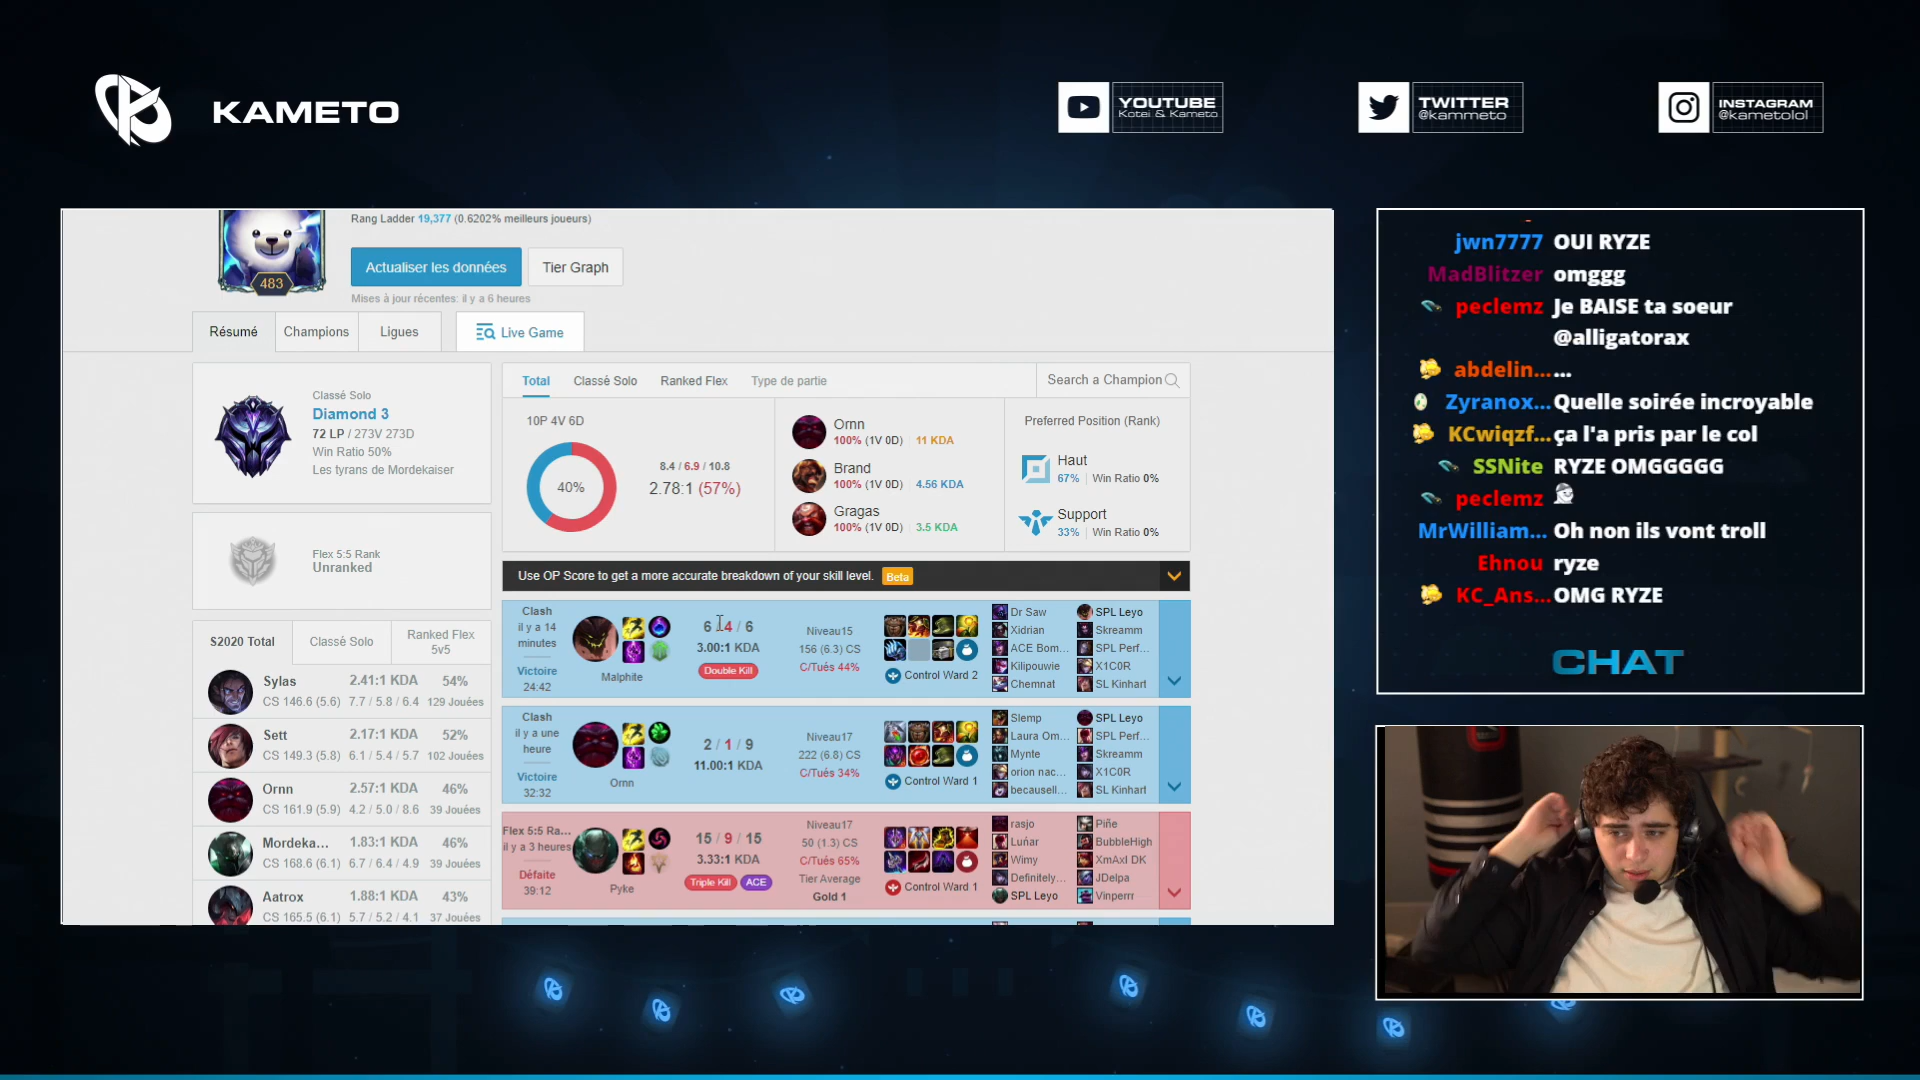 KAMETO
YOUTUBE
Kotei & Kameto
TWITTER
@kammeto
INSTAGRAM
@kametolol
Rang Ladder 19,377 (0.6202% meilleurs joueurs)
483
Actualiser les données
Tier Graph
Mises à jour récentes: il y a 6 heures
Résumé
Champions
Ligues
Live Game
Classé Solo
Diamond 3
72 LP / 273V 273D
Win Ratio 50%
Les tyrans de Mordekaiser
Flex 5:5 Rank
Unranked
S2020 Total
Classé Solo
Ranked Flex 5v5
Sylas 2.41:1 KDA 54%
CS 146.6 (5.6) 7.7 / 5.8 / 6.4 129 Jouées
Sett 2.17:1 KDA 52%
CS 149.3 (5.8) 6.1 / 5.4 / 5.7 102 Jouées
Ornn 2.57:1 KDA 46%
CS 161.9 (5.9) 4.2 / 5.0 / 8.6 39 Jouées
Mordeka... 1.83:1 KDA 46%
CS 168.6 (6.1) 6.7 / 6.4 / 4.9 39 Jouées
Aatrox 1.88:1 KDA 43%
CS 165.5 (6.1) 5.7 / 5.2 / 4.1 37 Jouées
Total
Classé Solo
Ranked Flex
Type de partie
Search a Champion
10P 4V 6D
40%
8.4 / 6.9 / 10.8
2.78:1 (57%)
Ornn
100% (1V 0D) 11 KDA
Brand
100% (1V 0D) 4.56 KDA
Gragas
100% (1V 0D) 3.5 KDA
Preferred Position (Rank)
Haut
67% Win Ratio 0%
Support
33% Win Ratio 0%
Use OP Score to get a more accurate breakdown of your skill level. Beta
Clash
il y a 14
minutes
Victoire
24:42
Malphite
6 / 4 / 6
3.00:1 KDA
Double Kill
Niveau15
156 (6.3) CS
C/Tués 44%
Control Ward 2
Dr Saw
Xidrian
ACE Bom...
Kilipouwie
Chemnat
SPL Leyo
Skreamm
SPL Perf...
X1C0R
SL Kinhart
Clash
il y a une
heure
Victoire
32:32
Ornn
2 / 1 / 9
11.00:1 KDA
Niveau17
222 (6.8) CS
C/Tués 34%
Control Ward 1
Slemp
Laura Om...
Mynte
orion nac...
becausell...
SPL Leyo
SPL Perf...
Skreamm
X1C0R
SL Kinhart
Flex 5:5 Ra...
il y a 3 heures
Défaite
39:12
Pyke
15 / 9 / 15
3.33:1 KDA
Triple Kill
ACE
Niveau17
50 (1.3) CS
C/Tués 65%
Tier Average
Gold 1
Control Ward 1
rasjo
Luńar
Wimy
Definitely...
SPL Leyo
Piñe
BubbleHigh
XmAxI DK
JDelpa
Vinperrr
jwn7777 OUI RYZE
MadBlitzer omggg
peclemz Je BAISE ta soeur
@alligatorax
abdelin... ...
Zyranox... Quelle soirée incroyable
KCwiqzf... ça l'a pris par le col
SSNite RYZE OMGGGGG
peclemz
MrWilliam... Oh non ils vont troll
Ehnou ryze
KC_Ans... OMG RYZE
CHAT